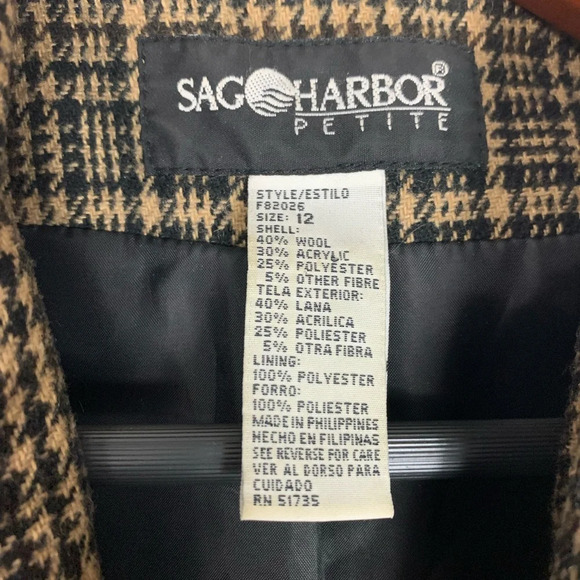 SAG HARBOR®
PETITE
STYLE/ESTILO
F82026
SIZE: 12
SHELL:
40% WOOL
30% ACRYLIC
25% POLYESTER
5% OTHER FIBRE
TELA EXTERIOR:
40% LANA
30% ACRILICA
25% POLIESTER
5% OTRA FIBRA
LINING:
100% POLYESTER
FORRO:
100% POLIESTER
MADE IN PHILIPPINES
HECHO EN FILIPINAS
SEE REVERSE FOR CARE
VER AL DORSO PARA
CUIDADO
RN 51735